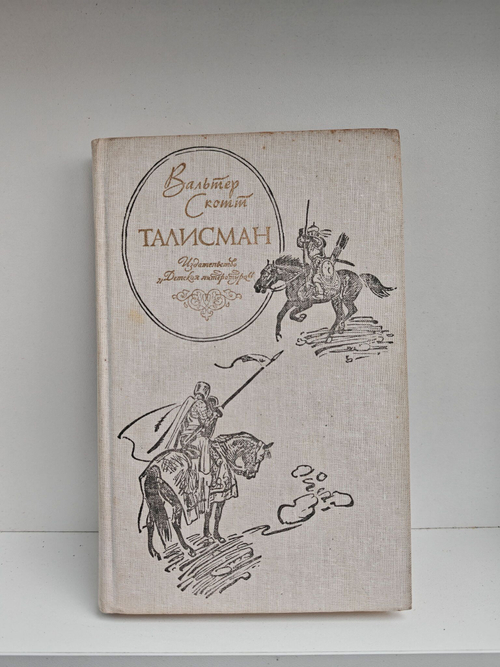 Вальтер
Скотт
ТАЛИСМАН
Издательство
„Детская литература"